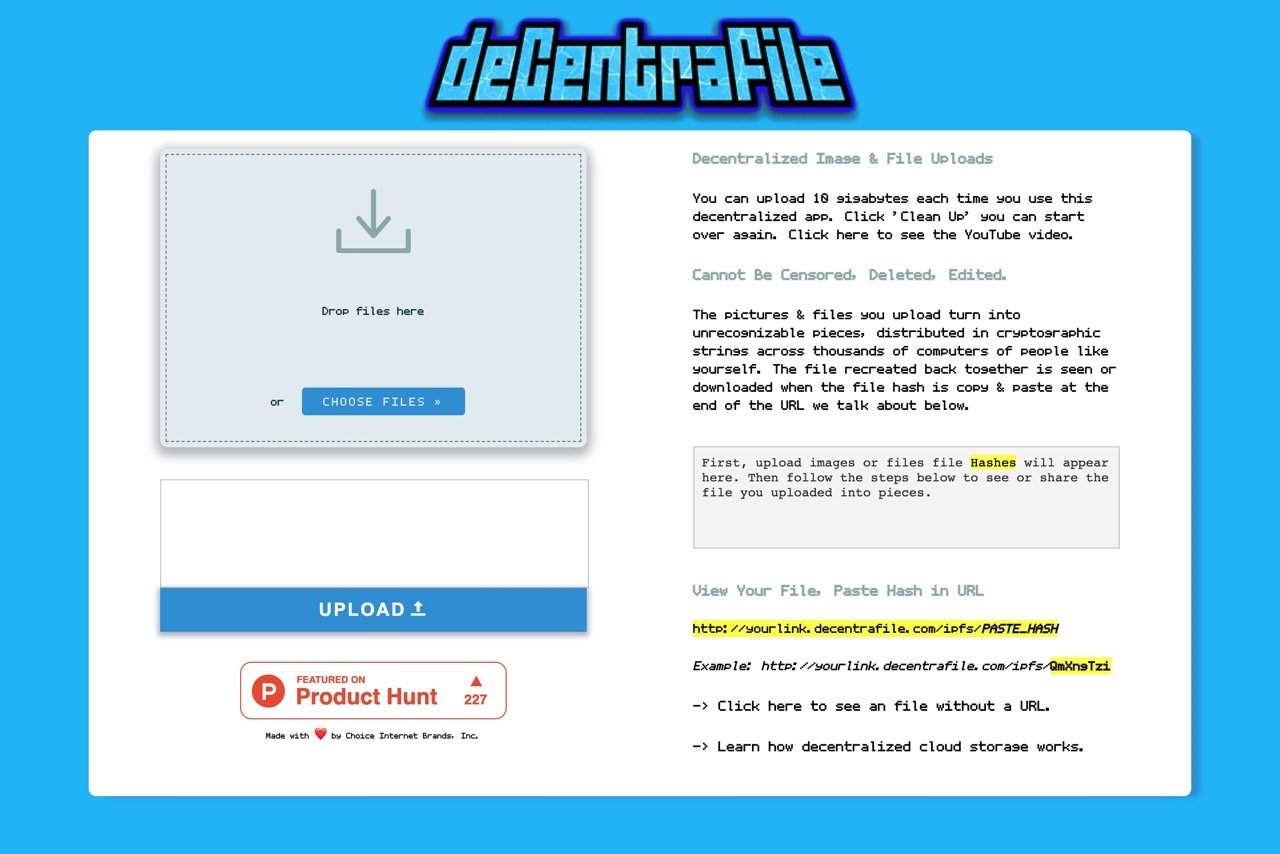 deCentraFile
Drop files here
or
CHOOSE FILES »
UPLOAD
P
FEATURED ON
Product Hunt
227
Made with ❤️ by Choice Internet Brands, Inc.
Decentralized Image & File Uploads
You can upload 10 gigabytes each time you use this
decentralized app. Click 'Clean Up' you can start
over again. Click here to see the YouTube video.
Cannot Be Censored, Deleted, Edited.
The pictures & files you upload turn into
unrecognizable pieces, distributed in cryptographic
strings across thousands of computers of people like
yourself. The file recreated back together is seen or
downloaded when the file hash is copy & paste at the
end of the URL we talk about below.
First, upload images or files file Hashes will appear
here. Then follow the steps below to see or share the
file you uploaded into pieces.
View Your File, Paste Hash in URL
http://yourlink.decentrafile.com/ipfs/PASTE_HASH
Example: http://yourlink.decentrafile.com/ipfs/QmXngTzi
-> Click here to see an file without a URL.
-> Learn how decentralized cloud storage works.